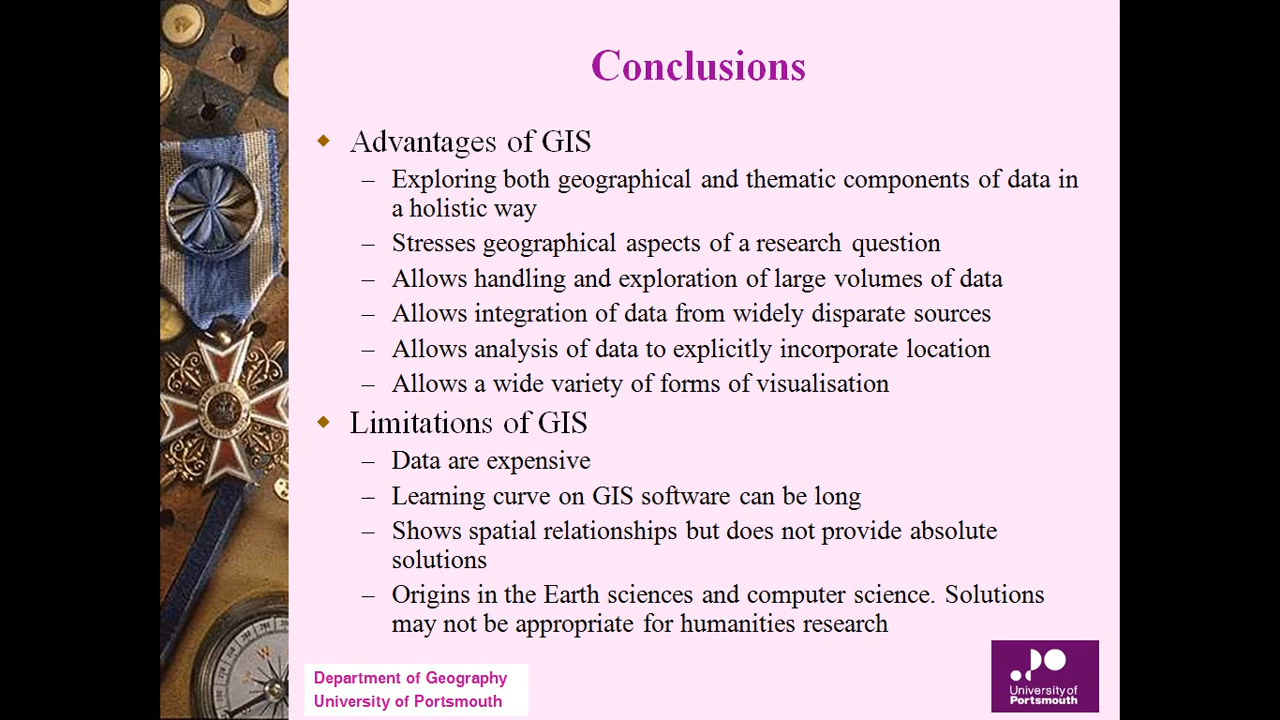 Conclusions
◆ Advantages of GIS
– Exploring both geographical and thematic components of data in
a holistic way
– Stresses geographical aspects of a research question
– Allows handling and exploration of large volumes of data
– Allows integration of data from widely disparate sources
– Allows analysis of data to explicitly incorporate location
– Allows a wide variety of forms of visualisation
◆ Limitations of GIS
– Data are expensive
– Learning curve on GIS software can be long
– Shows spatial relationships but does not provide absolute
solutions
– Origins in the Earth sciences and computer science. Solutions
may not be appropriate for humanities research
Department of Geography
University of Portsmouth
University of
Portsmouth